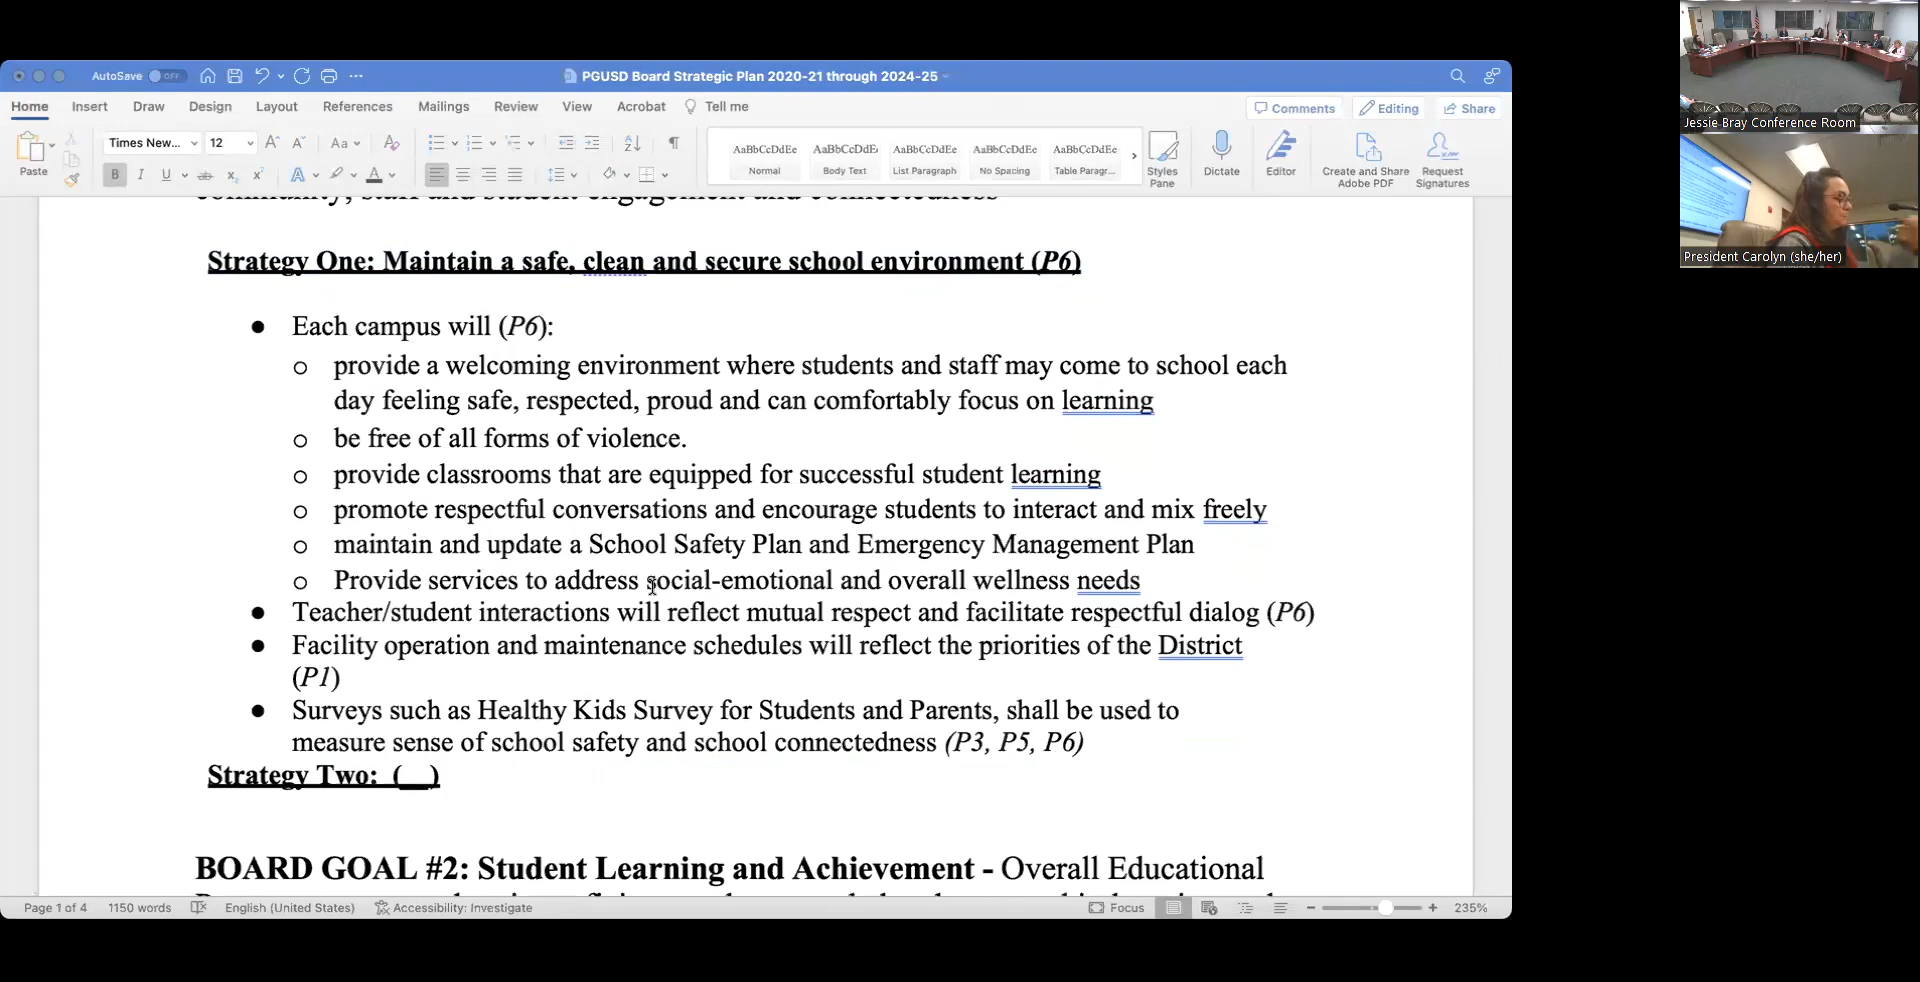 AutoSave OFF
PGUSD Board Strategic Plan 2020-21 through 2024-25
Home Insert Draw Design Layout References Mailings Review View Acrobat Tell me
Comments Editing Share
Times New... 12
Paste
AaBbCcDdEe AaBbCcDdE AaBbCcDdEe AaBbCcDdEe AaBbCcDdEe
Normal Body Text List Paragraph No Spacing Table Paragr...
Styles Pane
Dictate
Editor
Create and Share Adobe PDF
Request Signatures
community, staff and student engagement and connectedness
Strategy One: Maintain a safe, clean and secure school environment (P6)
● Each campus will (P6):
o provide a welcoming environment where students and staff may come to school each
day feeling safe, respected, proud and can comfortably focus on learning
o be free of all forms of violence.
o provide classrooms that are equipped for successful student learning
o promote respectful conversations and encourage students to interact and mix freely
o maintain and update a School Safety Plan and Emergency Management Plan
o Provide services to address social-emotional and overall wellness needs
● Teacher/student interactions will reflect mutual respect and facilitate respectful dialog (P6)
● Facility operation and maintenance schedules will reflect the priorities of the District
(P1)
● Surveys such as Healthy Kids Survey for Students and Parents, shall be used to
measure sense of school safety and school connectedness (P3, P5, P6)
Strategy Two: (__)
BOARD GOAL #2: Student Learning and Achievement - Overall Educational
Page 1 of 4 1150 words English (United States) Accessibility: Investigate Focus 235%
Jessie Bray Conference Room
President Carolyn (she/her)